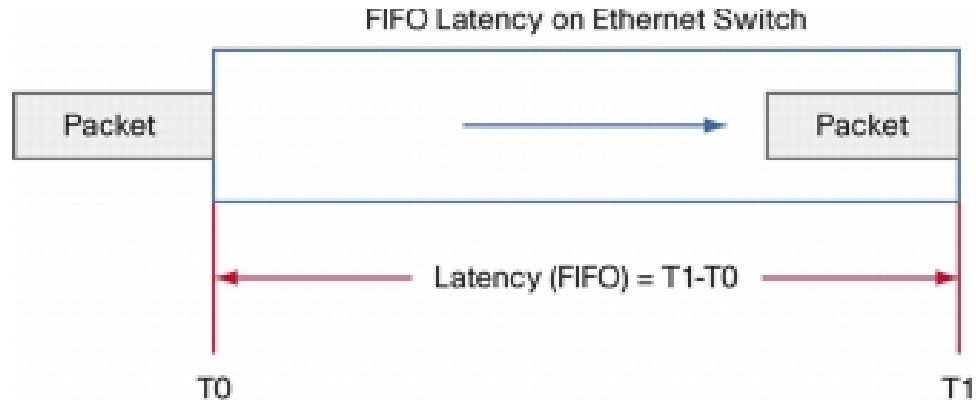 FIFO Latency on Ethernet Switch
Packet
Packet
Latency (FIFO) = T1-T0
T0
T1